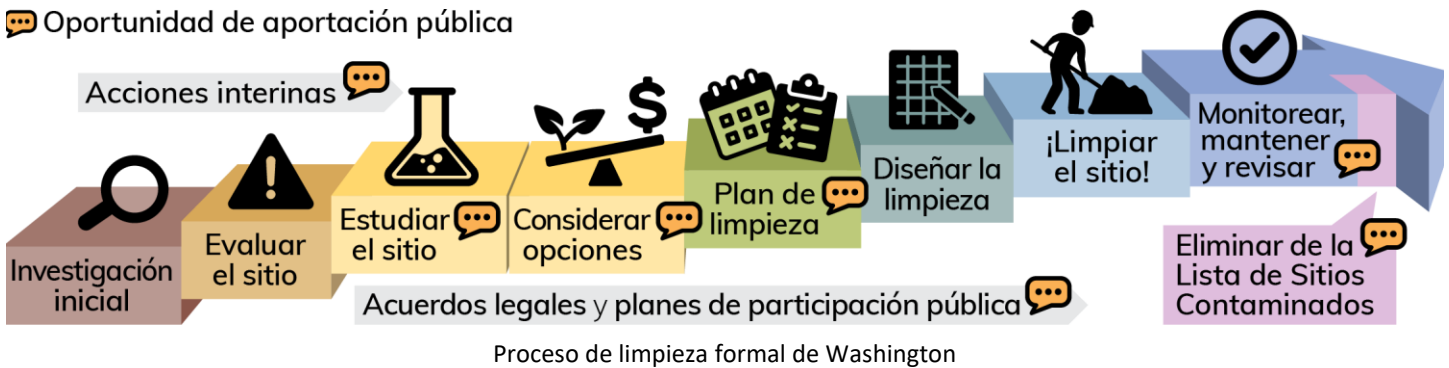 Oportunidad de aportación pública
Acciones interinas
Investigación
inicial
Evaluar
el sitio
Estudiar
el sitio
Considerar
opciones
$
Plan de
limpieza
Diseñar la
limpieza
¡Limpiar
el sitio!
Monitorear,
mantener
y revisar
Eliminar de la
Lista de Sitios
Contaminados
Acuerdos legales y planes de participación pública
Proceso de limpieza formal de Washington